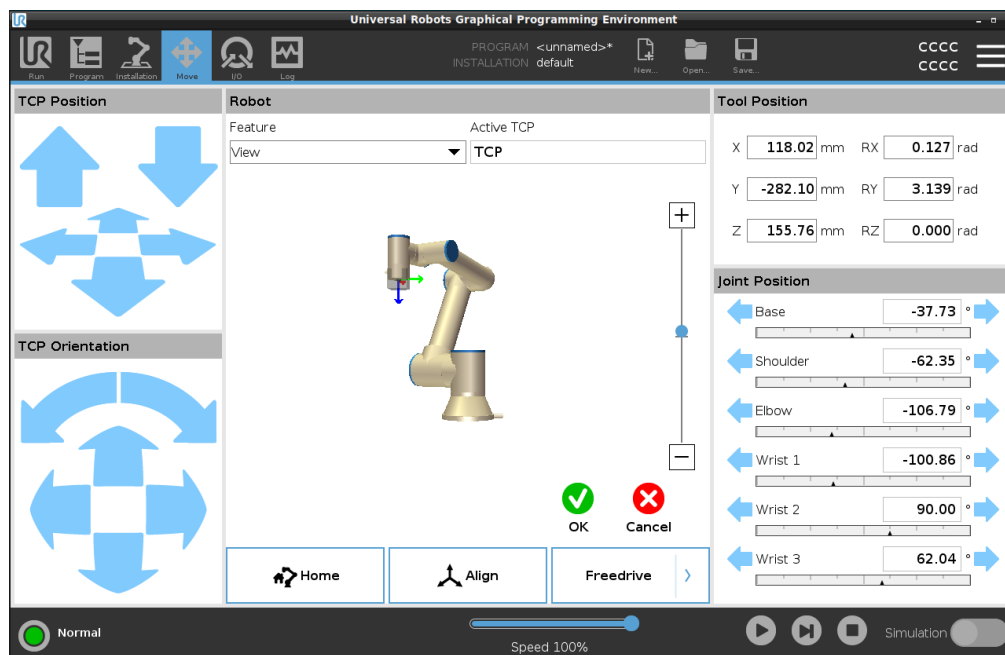 UR
Universal Robots Graphical Programming Environment
UR
Run
Program
Installation
Move
I/O
Log
PROGRAM <unnamed>*
INSTALLATION default
New...
Open...
Save...
CCCC
CCCC
TCP Position
TCP Orientation
Robot
Feature
Active TCP
View
TCP
+
–
OK
Cancel
Home
Align
Freedrive
Tool Position
X 118.02 mm RX 0.127 rad
Y -282.10 mm RY 3.139 rad
Z 155.76 mm RZ 0.000 rad
Joint Position
Base -37.73 °
Shoulder -62.35 °
Elbow -106.79 °
Wrist 1 -100.86 °
Wrist 2 90.00 °
Wrist 3 62.04 °
Normal
Speed 100%
Simulation